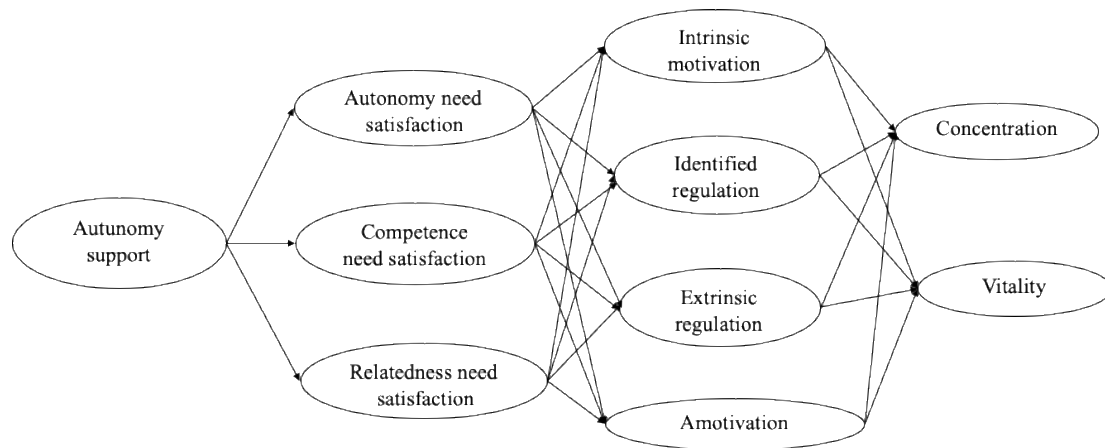 Autunomy
support
Autonomy need
satisfaction
Competence
need satisfaction
Relatedness need
satisfaction
Intrinsic
motivation
Identified
regulation
Extrinsic
regulation
Amotivation
Concentration
Vitality